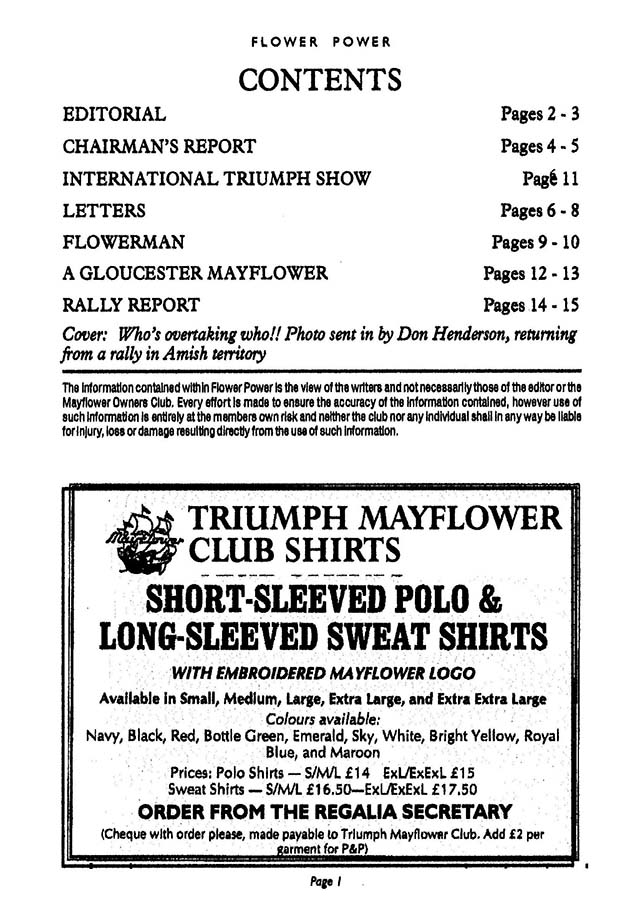 FLOWER POWER
CONTENTS
EDITORIAL Pages 2 - 3
CHAIRMAN'S REPORT Pages 4 - 5
INTERNATIONAL TRIUMPH SHOW Page 11
LETTERS Pages 6 - 8
FLOWERMAN Pages 9 - 10
A GLOUCESTER MAYFLOWER Pages 12 - 13
RALLY REPORT Pages 14 - 15
Cover: Who's overtaking who!! Photo sent in by Don Henderson, returning
from a rally in Amish territory
The information contained within Flower Power is the view of the writers and not necessarily those of the editor or the
Mayflower Owners Club. Every effort is made to ensure the accuracy of the information contained, however use of
such information is entirely at the members own risk and neither the club nor any individual shall in any way be liable
for injury, loss or damage resulting directly from the use of such information.
Mayflower
TRIUMPH MAYFLOWER
CLUB SHIRTS
SHORT-SLEEVED POLO &
LONG-SLEEVED SWEAT SHIRTS
WITH EMBROIDERED MAYFLOWER LOGO
Available in Small, Medium, Large, Extra Large, and Extra Extra Large
Colours available:
Navy, Black, Red, Bottle Green, Emerald, Sky, White, Bright Yellow, Royal
Blue, and Maroon
Prices: Polo Shirts — S/M/L £14 ExL/ExExL £15
Sweat Shirts — S/M/L £16.50—ExL/ExExL £17.50
ORDER FROM THE REGALIA SECRETARY
(Cheque with order please, made payable to Triumph Mayflower Club. Add £2 per
garment for P&P)
Page 1